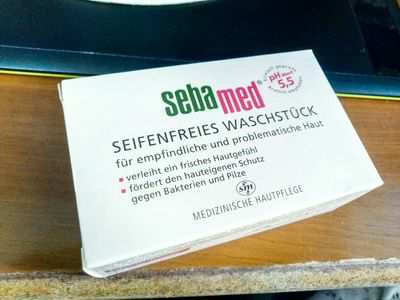 sebamed®
pH Wert
5,5
SEIFENFREIES WASCHSTÜCK
für empfindliche und problematische Haut
verleiht ein frisches Hautgefühl
fördert den hauteigenen Schutz
gegen Bakterien und Pilze
MEDIZINISCHE HAUTPFLEGE